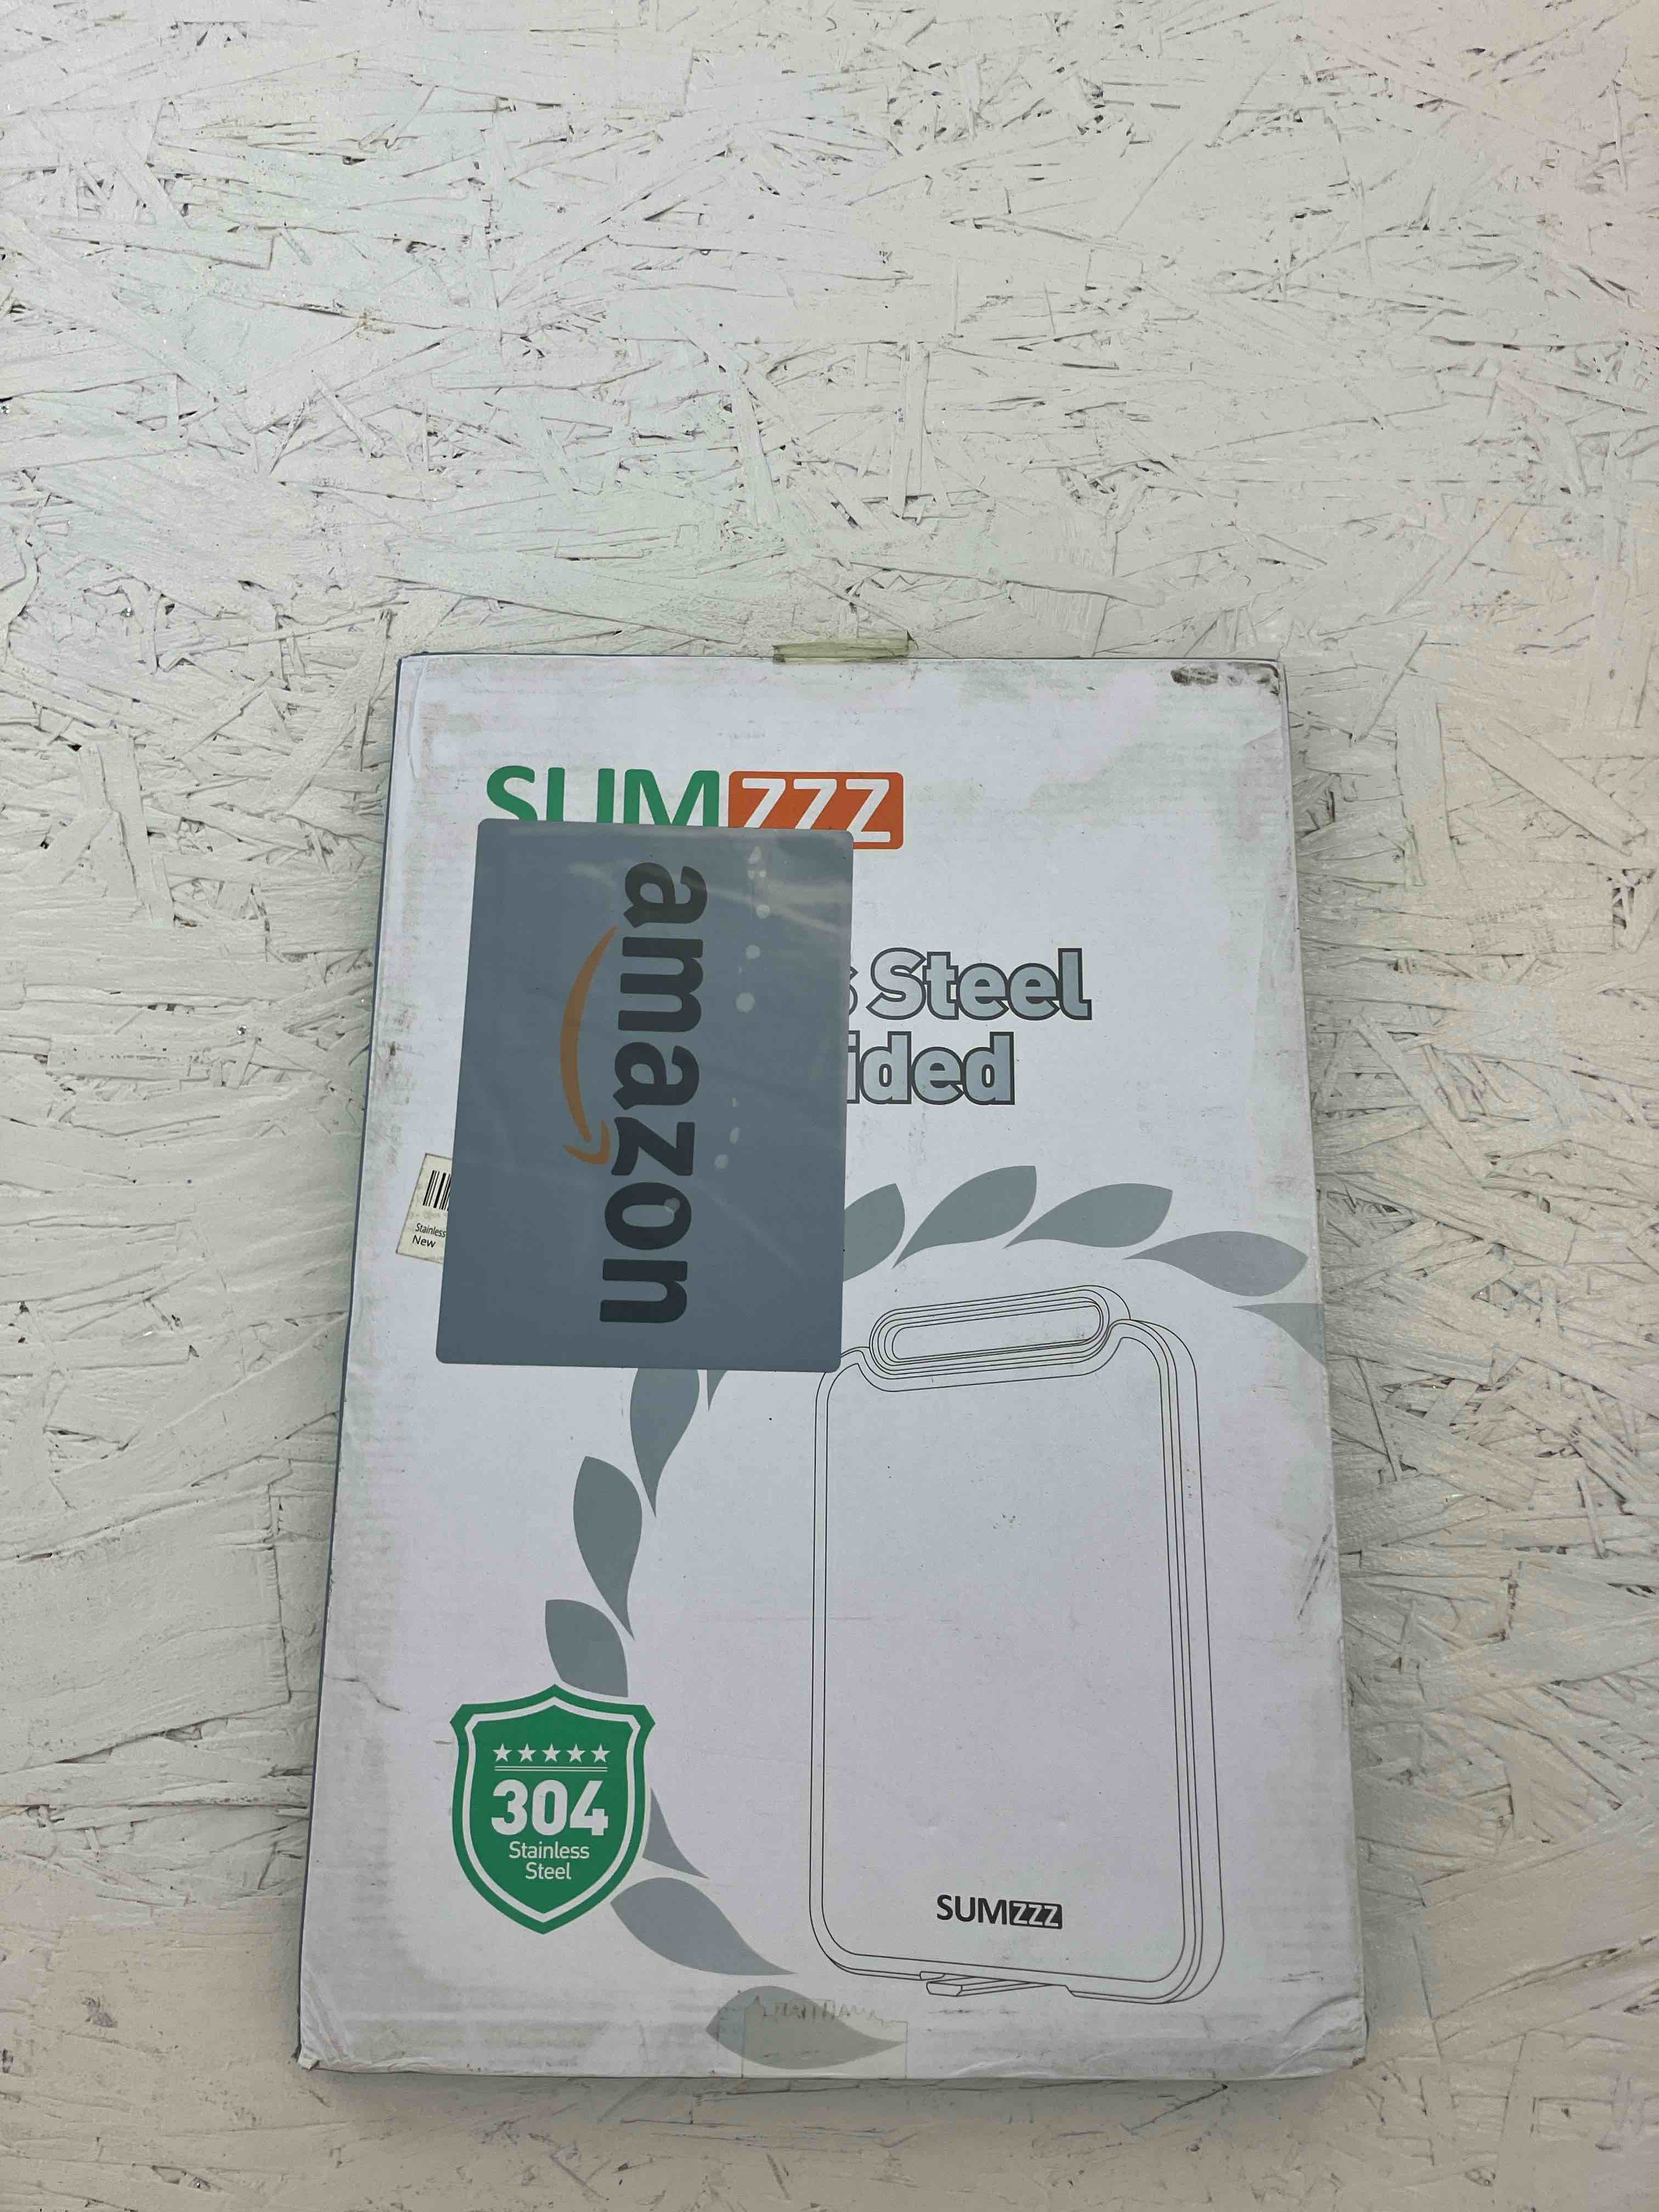 SUMZZZ
amazon
Steel
ided
Stainless
New
★★★★★
304
Stainless
Steel
SUMZZZ